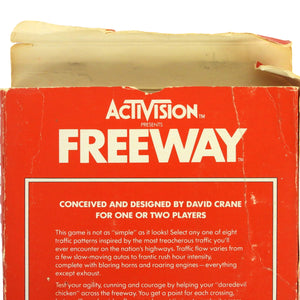 ACTIVISION™
PRESENTS
FREEWAY™
CONCEIVED AND DESIGNED BY DAVID CRANE
FOR ONE OR TWO PLAYERS
This game is not as "simple" as it looks! Select any one of eight
traffic patterns inspired by the most treacherous traffic you'll
ever encounter on the nation's highways. Traffic flow varies from
a few slow-moving autos to frantic rush hour intensity,
complete with blaring horns and roaring engines—everything
except exhaust.
Test your agility, cunning and courage by helping your "daredevil
chicken" across the freeway. You get a point for each crossing.